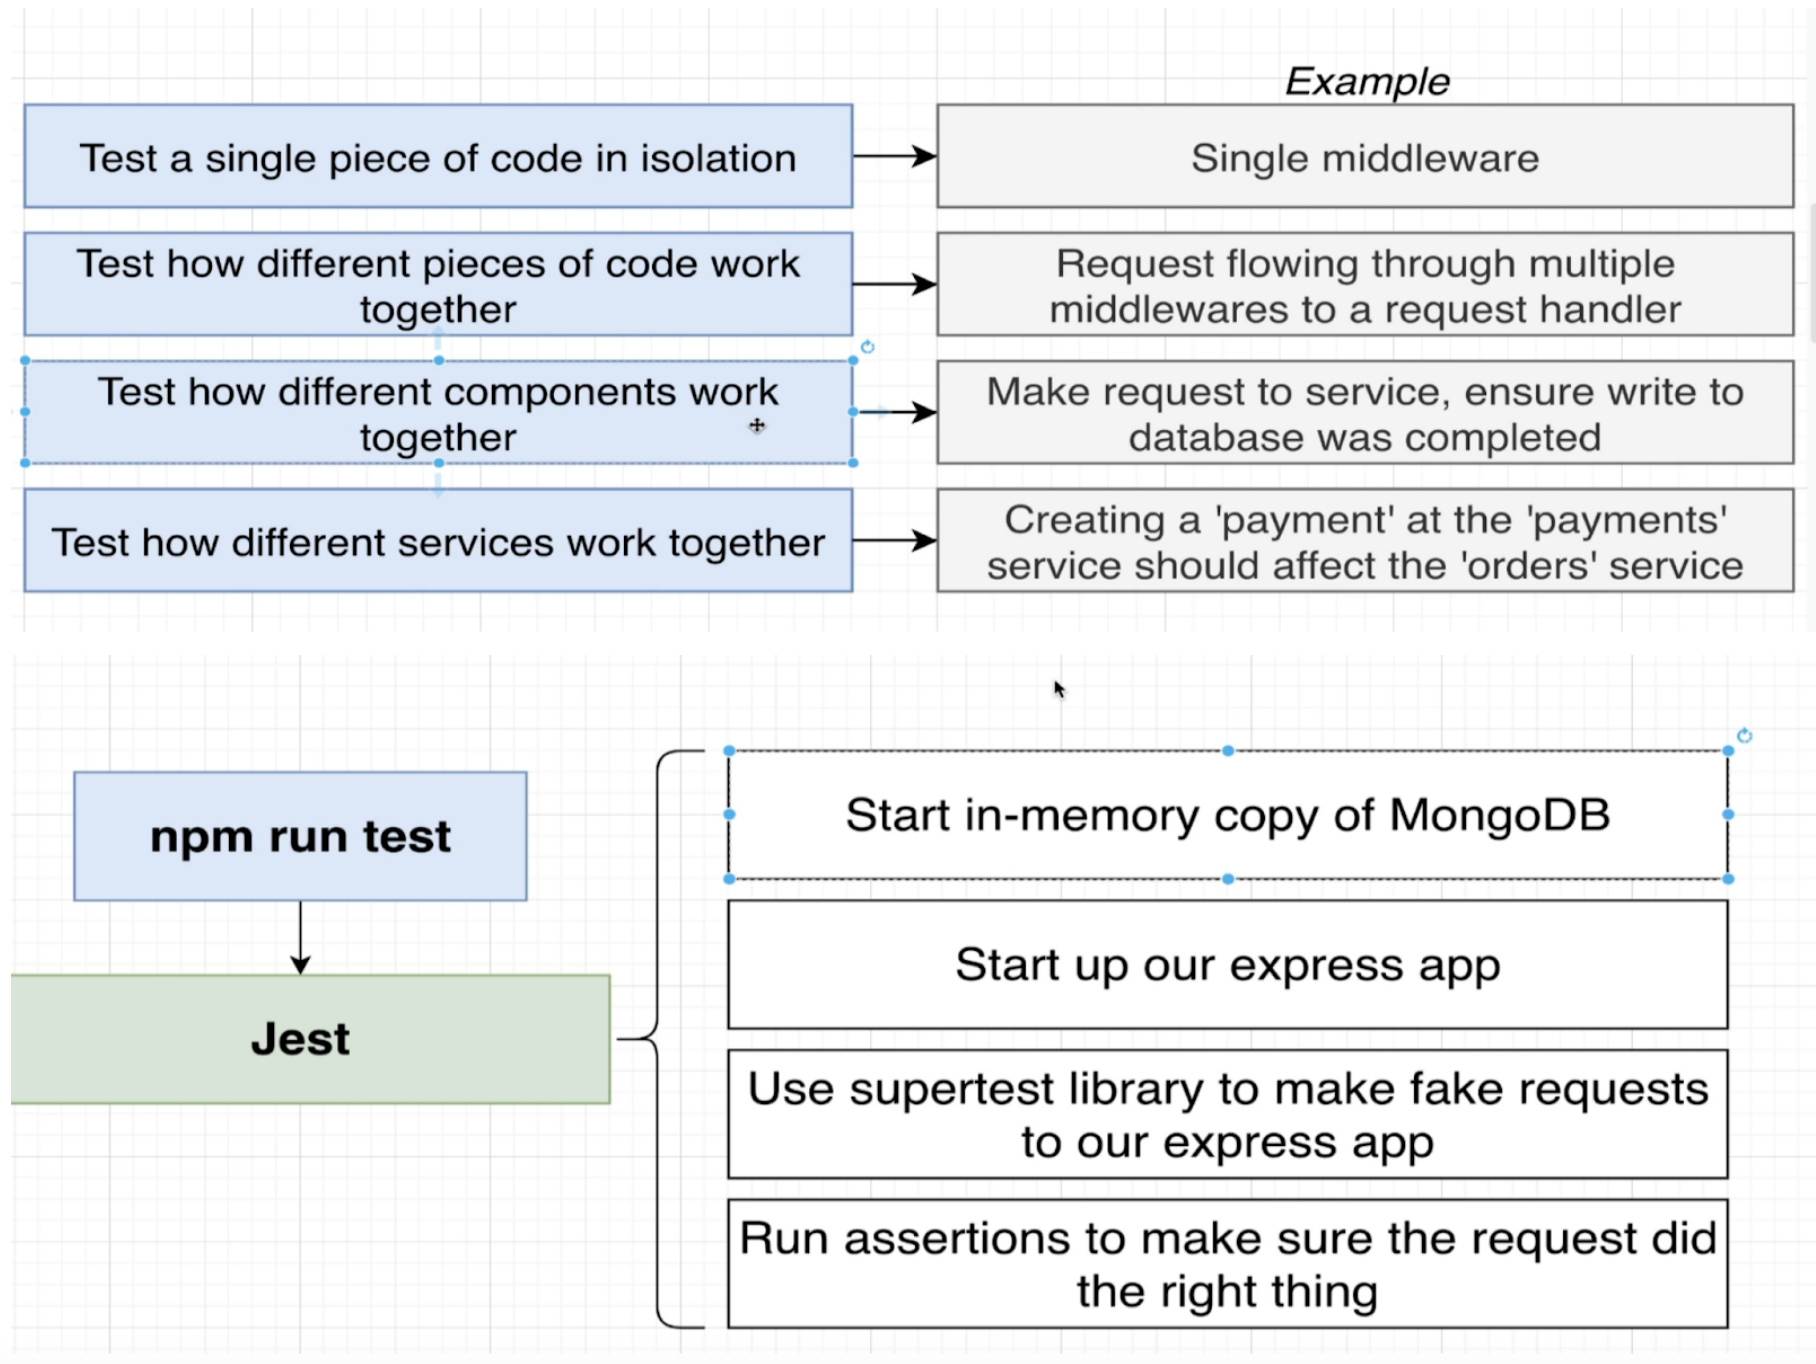 Example
Test a single piece of code in isolation
Single middleware
Test how different pieces of code work
together
Request flowing through multiple
middlewares to a request handler
Test how different components work
together
Make request to service, ensure write to
database was completed
Test how different services work together
Creating a 'payment' at the 'payments'
service should affect the 'orders' service
npm run test
Jest
Start in-memory copy of MongoDB
Start up our express app
Use supertest library to make fake requests
to our express app
Run assertions to make sure the request did
the right thing